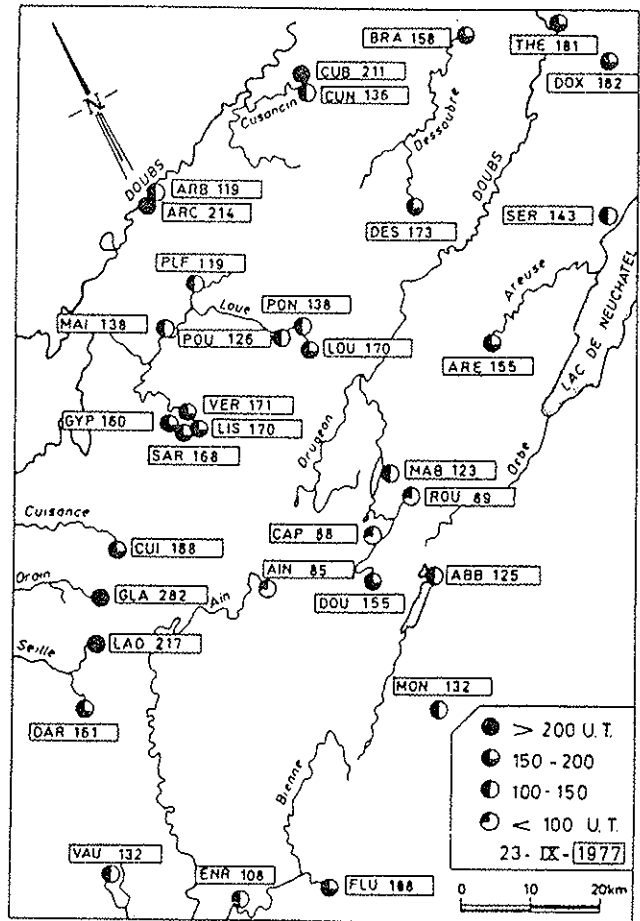 BRA 158
THE 181
DOX 182
CUB 211
CUN 136
Cusancin
Dessoubre
N
DOUBS
DOUBS
ARB 119
ARC 214
DES 173
SER 143
PLF 119
Areuse
LAC DE NEUCHATEL
Loue
PON 138
MAI 138
POU 126
LOU 170
ARE 155
VER 171
GYP 160
LIS 170
SAR 168
Drugeon
Orbe
MAB 123
ROU 89
Cuisance
CAP 88
CUI 188
AIN 85
ABB 125
Orain
GLA 282
Ain
DOU 155
Seille
LAD 217
DAR 161
MON 132
Bienne
> 200 U.T.
150-200
100-150
< 100 U.T.
23-IX-1977
VAU 132
ENR 108
FLU 168
0 10 20km